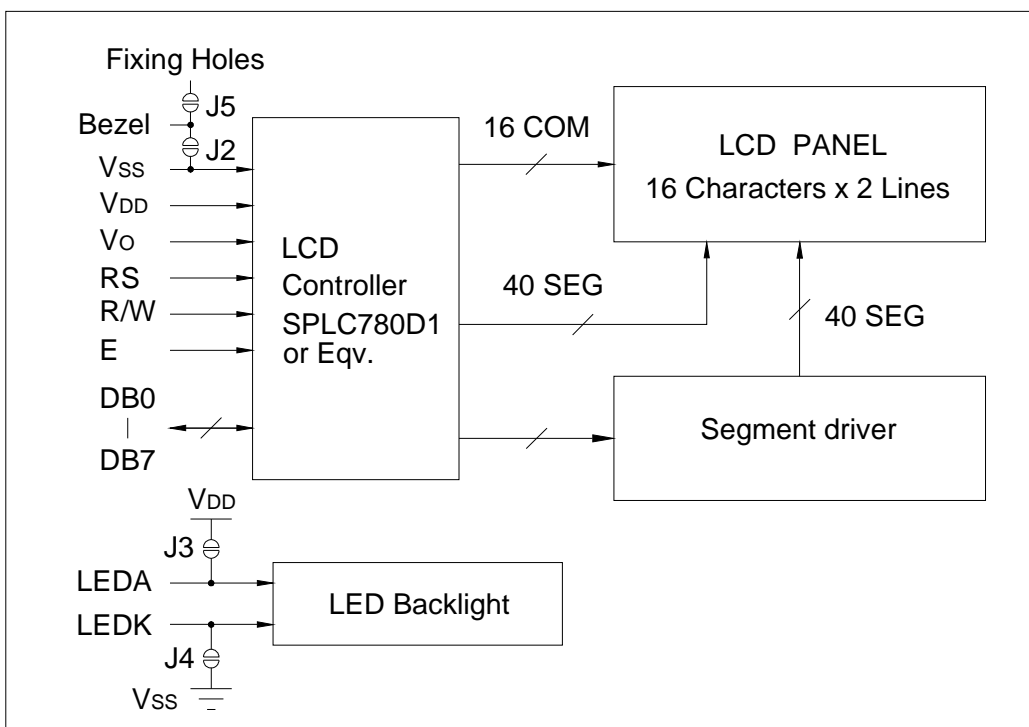 Fixing Holes
J5
Bezel
J2
VSS
VDD
VO
RS
R/W
E
DB0
DB7
LCD
Controller
SPLC780D1
or Eqv.
16 COM
40 SEG
LCD PANEL
16 Characters x 2 Lines
40 SEG
Segment driver
VDD
J3
LEDA
LEDK
J4
VSS
LED Backlight